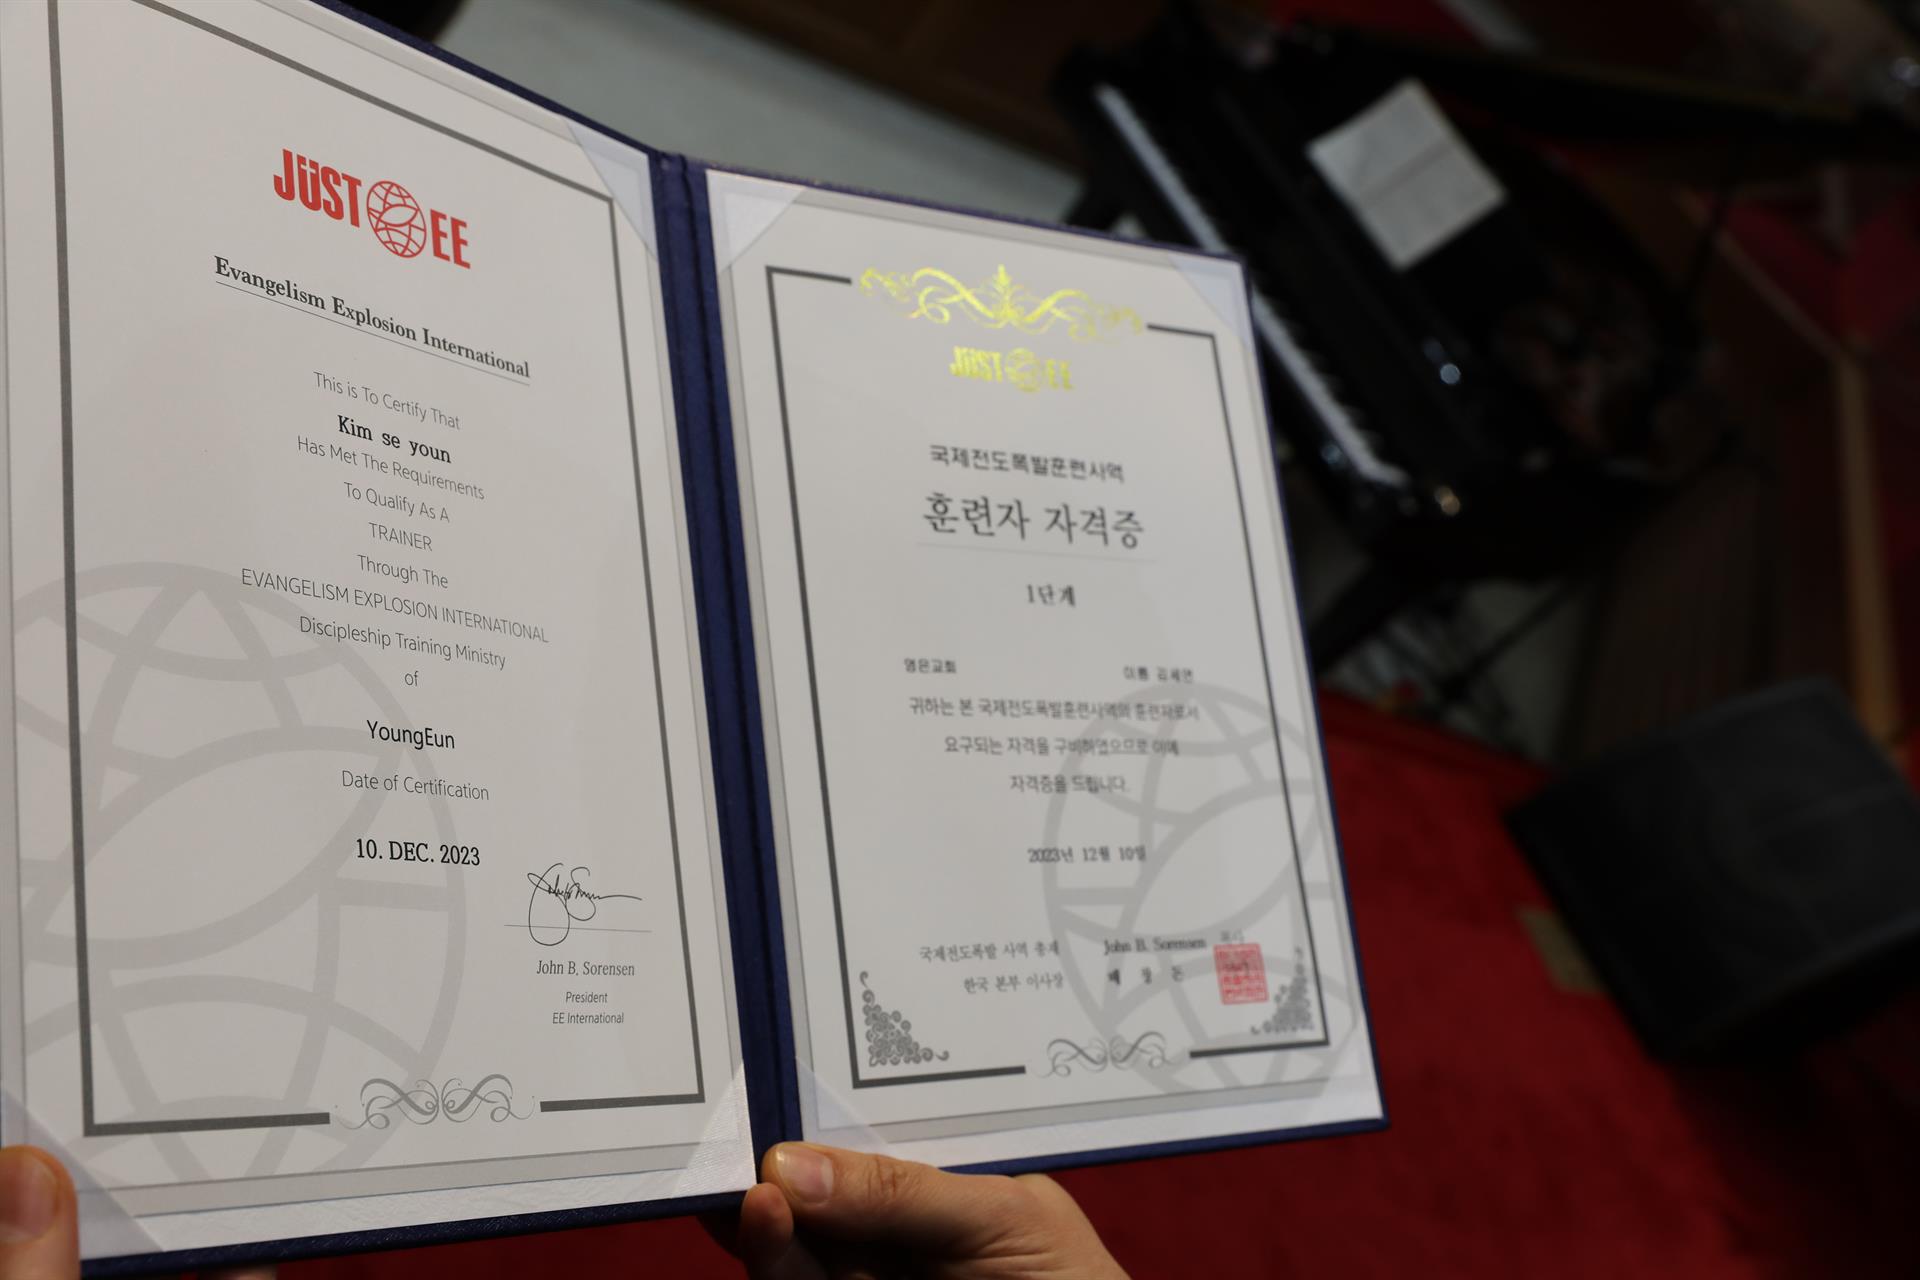 JÜST EE
Evangelism Explosion International
This is To Certify That
Kim se youn
Has Met The Requirements
To Qualify As A
TRAINER
Through The
EVANGELISM EXPLOSION INTERNATIONAL
Discipleship Training Ministry
of
YoungEun
Date of Certification
10. DEC. 2023
John B. Sorensen
President
EE International
JÜST EE
국제전도폭발훈련사역
훈련자 자격증
1단계
영은교회 이름 김세연
귀하는 본 국제전도폭발훈련사역의 훈련자로서
요구되는 자격을 구비하였으므로 이에
자격증을 드립니다.
2023년 12월 10일
국제전도폭발 사역 총재 John B. Sorensen 목사
한국 본부 이사장